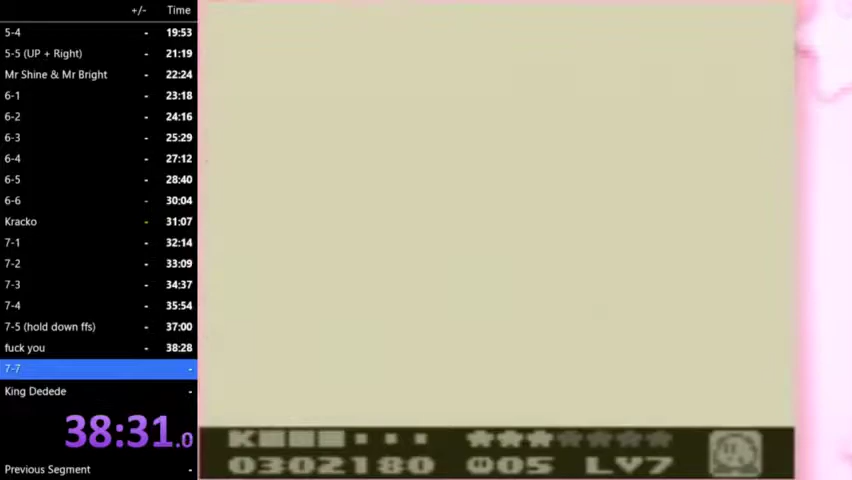 +/- Time
5-4 - 19:53
5-5 (UP + Right) - 21:19
Mr Shine & Mr Bright - 22:24
6-1 - 23:18
6-2 - 24:16
6-3 - 25:29
6-4 - 27:12
6-5 - 28:40
6-6 - 30:04
Kracko - 31:07
7-1 - 32:14
7-2 - 33:09
7-3 - 34:37
7-4 - 35:54
7-5 (hold down ffs) - 37:00
fuck you - 38:28
7-7 -
King Dedede -
38:31.0
Previous Segment -
K
0302180 05 LV7